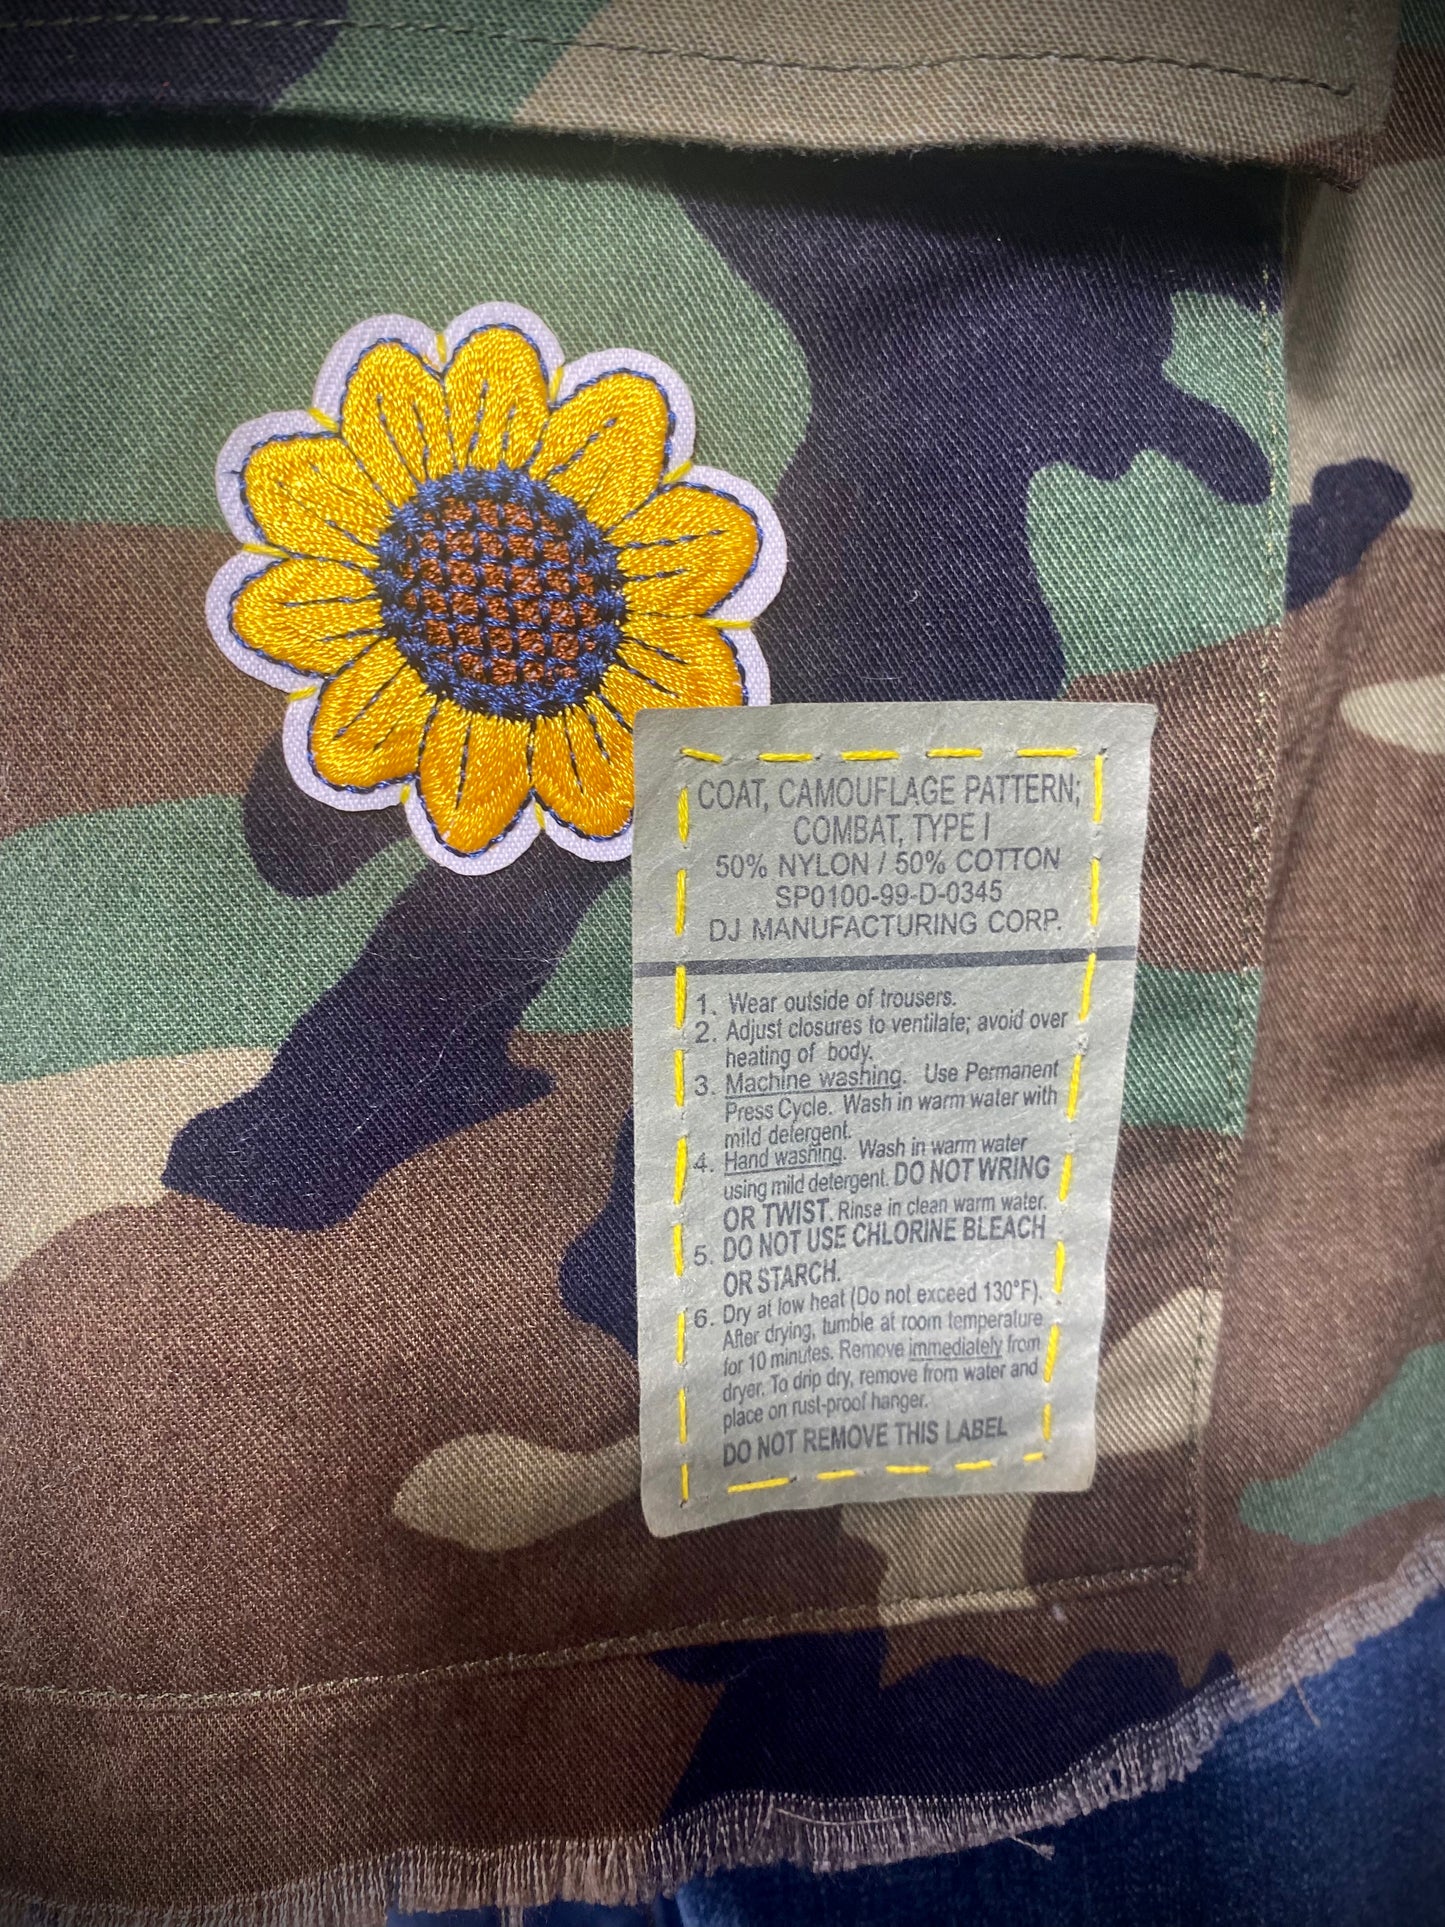 COAT, CAMOUFLAGE PATTERN;
COMBAT, TYPE I
50% NYLON / 50% COTTON
SP0100-99-D-0345
DJ MANUFACTURING CORP.
1. Wear outside of trousers.
2. Adjust closures to ventilate; avoid over
heating of body.
3. Machine washing. Use Permanent
Press Cycle. Wash in warm water with
mild detergent.
4. Hand washing. Wash in warm water
using mild detergent. DO NOT WRING
OR TWIST. Rinse in clean warm water.
5. DO NOT USE CHLORINE BLEACH
OR STARCH.
6. Dry at low heat (Do not exceed 130°F).
After drying, tumble at room temperature
for 10 minutes. Remove immediately from
dryer. To drip dry, remove from water and
place on rust-proof hanger.
DO NOT REMOVE THIS LABEL